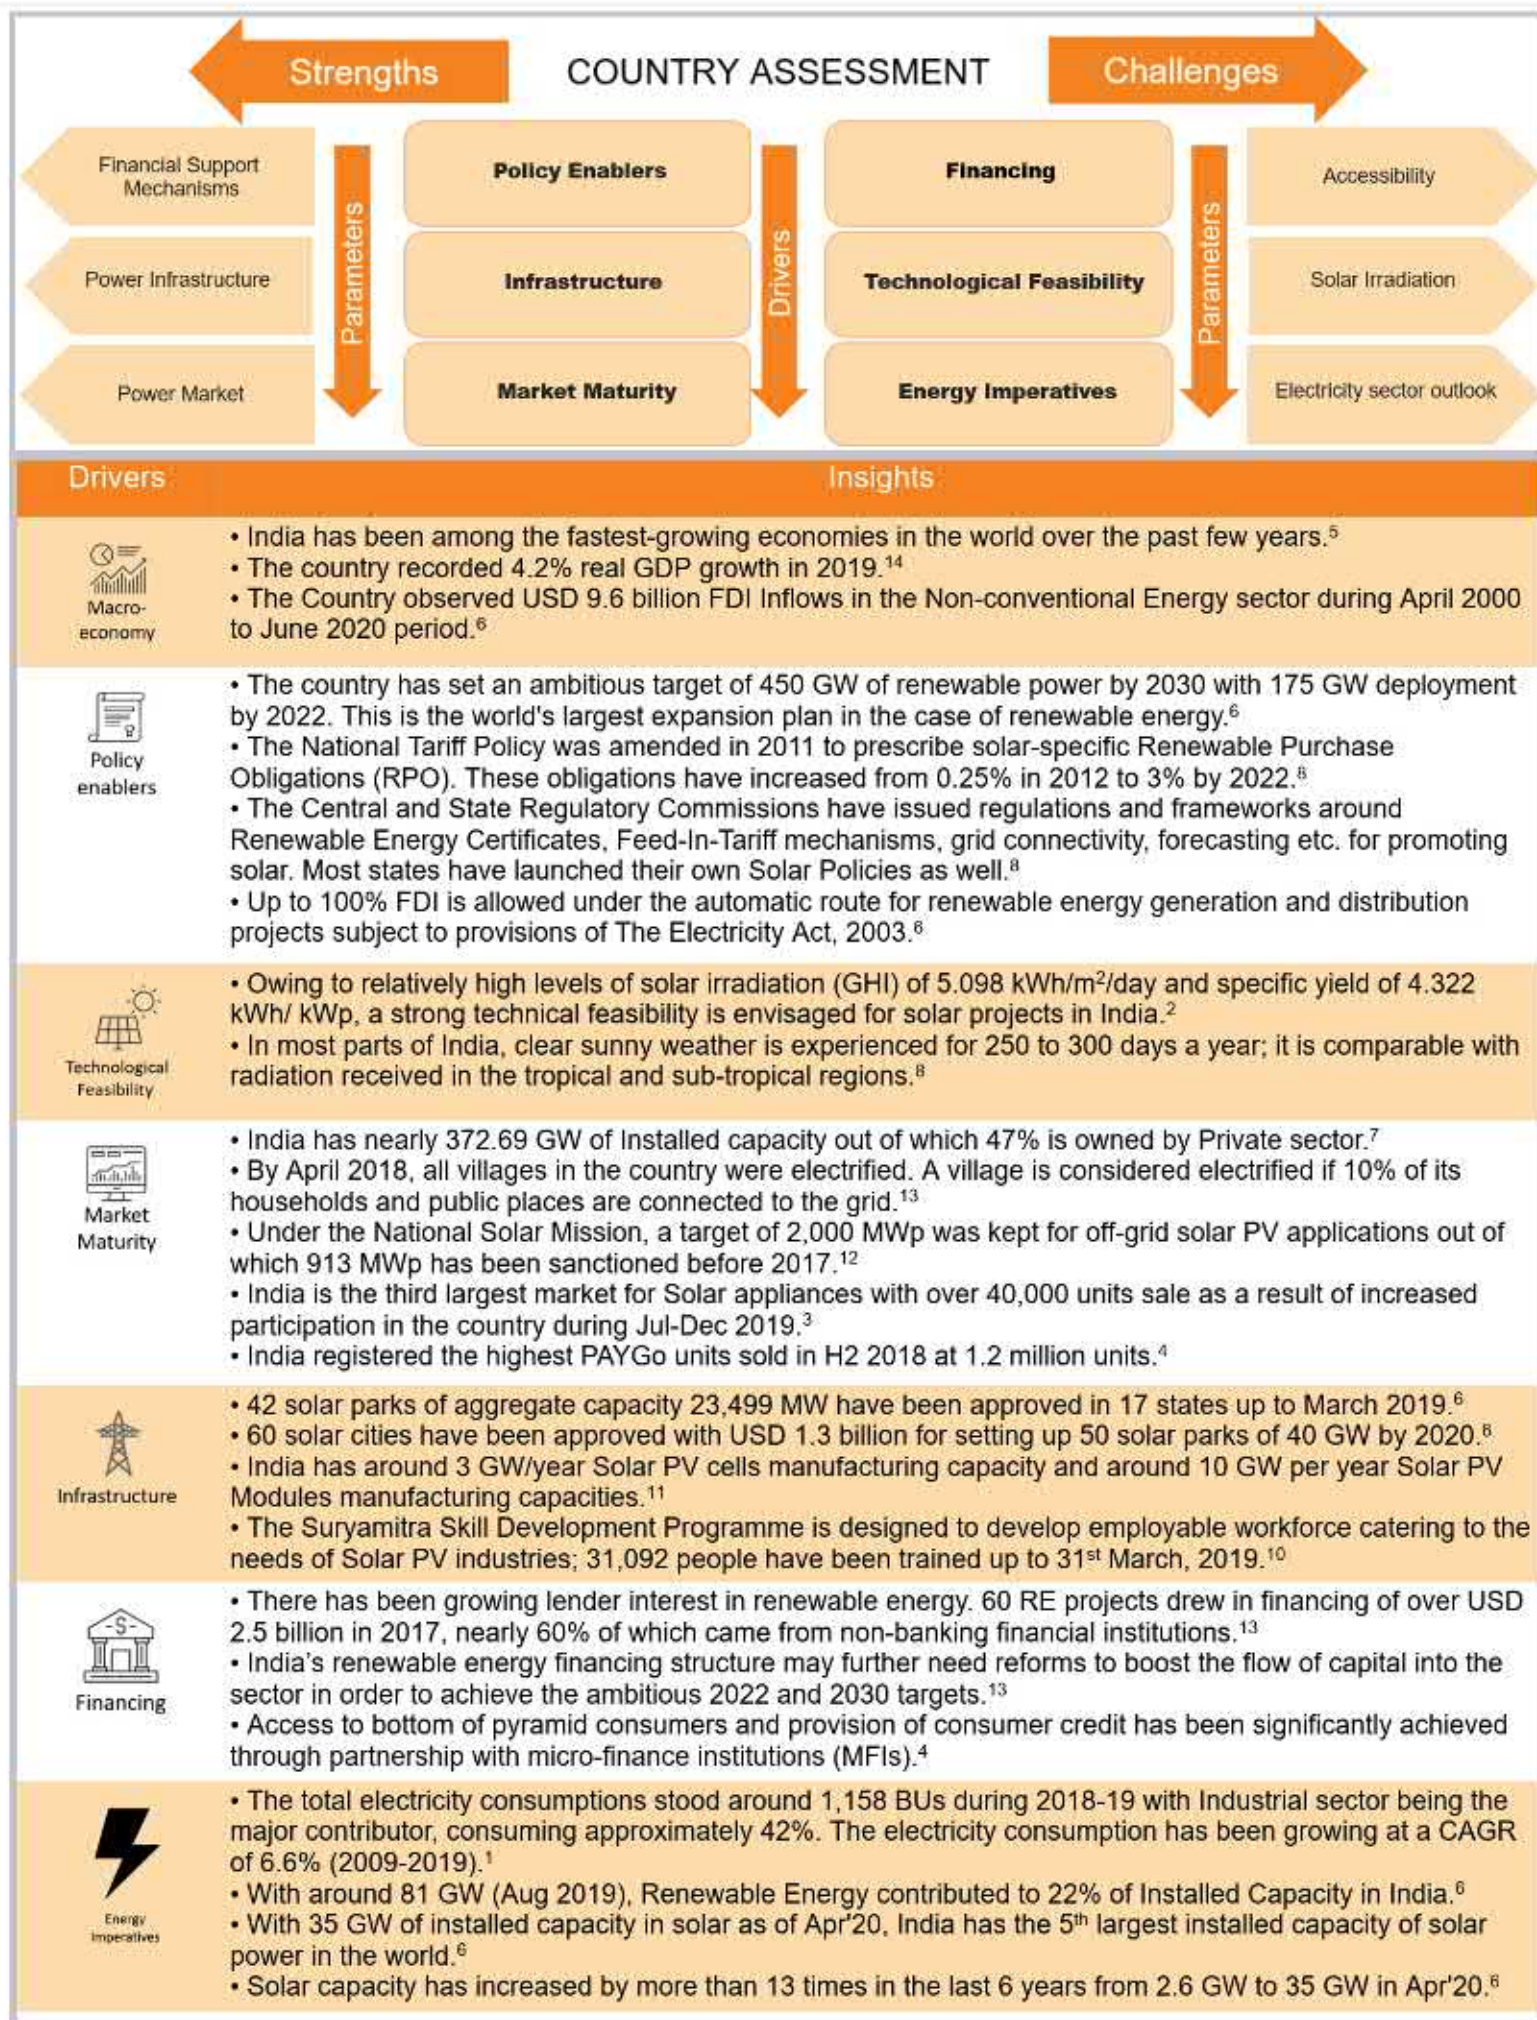 Strengths
COUNTRY ASSESSMENT
Challenges
Financial Support
Mechanisms
Parameters
Policy Enablers
Drivers
Financing
Parameters
Accessibility
Power Infrastructure
Infrastructure
Technological Feasibility
Solar Irradiation
Power Market
Market Maturity
Energy Imperatives
Electricity sector outlook
Drivers
Insights
Macro-
economy
• India has been among the fastest-growing economies in the world over the past few years.⁵
• The country recorded 4.2% real GDP growth in 2019.¹⁴
• The Country observed USD 9.6 billion FDI Inflows in the Non-conventional Energy sector during April 2000
to June 2020 period.⁶
Policy
enablers
• The country has set an ambitious target of 450 GW of renewable power by 2030 with 175 GW deployment
by 2022. This is the world's largest expansion plan in the case of renewable energy.⁶
• The National Tariff Policy was amended in 2011 to prescribe solar-specific Renewable Purchase
Obligations (RPO). These obligations have increased from 0.25% in 2012 to 3% by 2022.⁸
• The Central and State Regulatory Commissions have issued regulations and frameworks around
Renewable Energy Certificates, Feed-In-Tariff mechanisms, grid connectivity, forecasting etc. for promoting
solar. Most states have launched their own Solar Policies as well.⁸
• Up to 100% FDI is allowed under the automatic route for renewable energy generation and distribution
projects subject to provisions of The Electricity Act, 2003.⁶
Technological
Feasibility
• Owing to relatively high levels of solar irradiation (GHI) of 5.098 kWh/m²/day and specific yield of 4.322
kWh/ kWp, a strong technical feasibility is envisaged for solar projects in India.²
• In most parts of India, clear sunny weather is experienced for 250 to 300 days a year; it is comparable with
radiation received in the tropical and sub-tropical regions.⁸
Market
Maturity
• India has nearly 372.69 GW of Installed capacity out of which 47% is owned by Private sector.⁷
• By April 2018, all villages in the country were electrified. A village is considered electrified if 10% of its
households and public places are connected to the grid.¹³
• Under the National Solar Mission, a target of 2,000 MWp was kept for off-grid solar PV applications out of
which 913 MWp has been sanctioned before 2017.¹²
• India is the third largest market for Solar appliances with over 40,000 units sale as a result of increased
participation in the country during Jul-Dec 2019.³
• India registered the highest PAYGo units sold in H2 2018 at 1.2 million units.⁴
Infrastructure
• 42 solar parks of aggregate capacity 23,499 MW have been approved in 17 states up to March 2019.⁶
• 60 solar cities have been approved with USD 1.3 billion for setting up 50 solar parks of 40 GW by 2020.⁸
• India has around 3 GW/year Solar PV cells manufacturing capacity and around 10 GW per year Solar PV
Modules manufacturing capacities.¹¹
• The Suryamitra Skill Development Programme is designed to develop employable workforce catering to the
needs of Solar PV industries; 31,092 people have been trained up to 31ˢᵗ March, 2019.¹⁰
-$-
Financing
• There has been growing lender interest in renewable energy. 60 RE projects drew in financing of over USD
2.5 billion in 2017, nearly 60% of which came from non-banking financial institutions.¹³
• India's renewable energy financing structure may further need reforms to boost the flow of capital into the
sector in order to achieve the ambitious 2022 and 2030 targets.¹³
• Access to bottom of pyramid consumers and provision of consumer credit has been significantly achieved
through partnership with micro-finance institutions (MFIs).⁴
Energy
Imperatives
• The total electricity consumptions stood around 1,158 BUs during 2018-19 with Industrial sector being the
major contributor, consuming approximately 42%. The electricity consumption has been growing at a CAGR
of 6.6% (2009-2019).¹
• With around 81 GW (Aug 2019), Renewable Energy contributed to 22% of Installed Capacity in India.⁶
• With 35 GW of installed capacity in solar as of Apr'20, India has the 5ᵗʰ largest installed capacity of solar
power in the world.⁶
• Solar capacity has increased by more than 13 times in the last 6 years from 2.6 GW to 35 GW in Apr'20.⁶